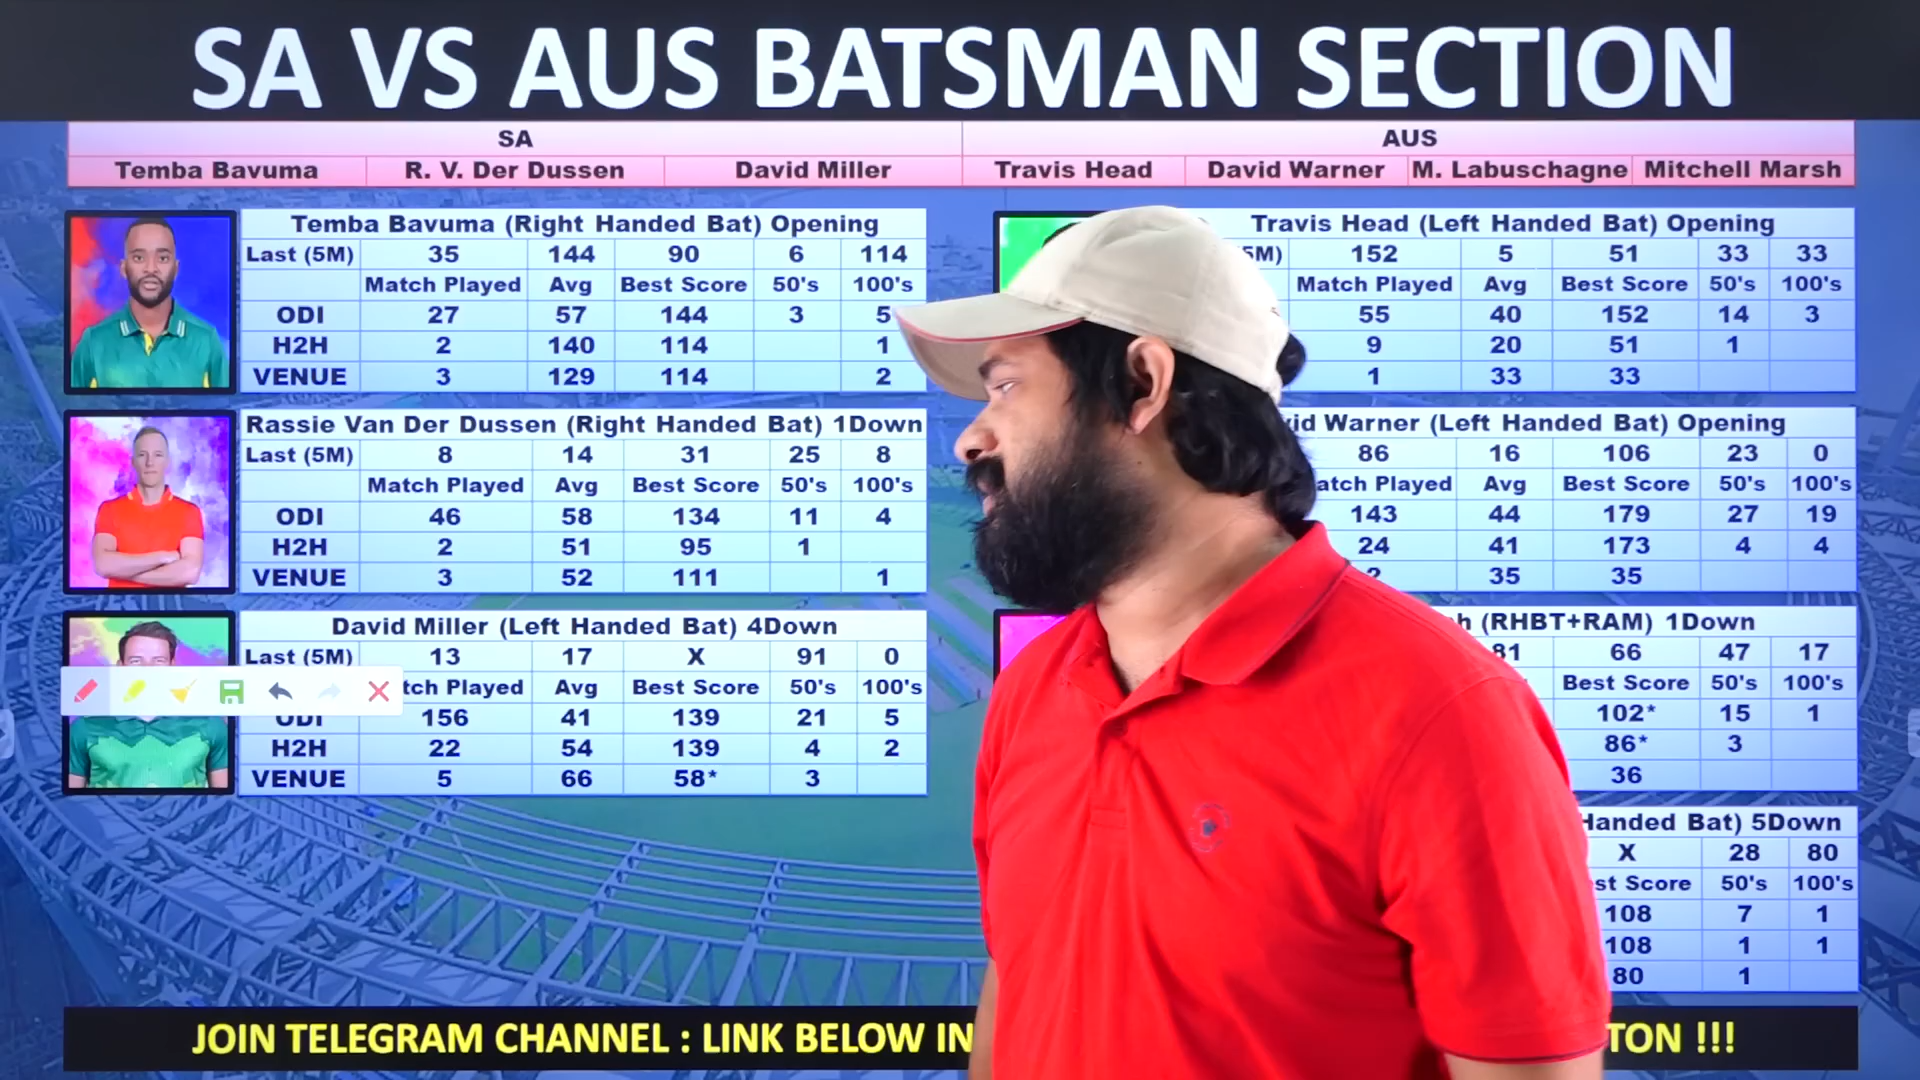 SA VS AUS BATSMAN SECTION
SA AUS
Temba Bavuma R. V. Der Dussen David Miller Travis Head David Warner M. Labuschagne Mitchell Marsh
Temba Bavuma (Right Handed Bat) Opening
Last (5M) 35 144 90 6 114
Match Played Avg Best Score 50's 100's
ODI 27 57 144 3 5
H2H 2 140 114 1
VENUE 3 129 114 2
Rassie Van Der Dussen (Right Handed Bat) 1Down
Last (5M) 8 14 31 25 8
Match Played Avg Best Score 50's 100's
ODI 46 58 134 11 4
H2H 2 51 95 1
VENUE 3 52 111 1
David Miller (Left Handed Bat) 4Down
Last (5M) 13 17 X 91 0
tch Played Avg Best Score 50's 100's
ODI 156 41 139 21 5
H2H 22 54 139 4 2
VENUE 5 66 58* 3
Travis Head (Left Handed Bat) Opening
5M) 152 5 51 33 33
Match Played Avg Best Score 50's 100's
55 40 152 14 3
9 20 51 1
1 33 33
vid Warner (Left Handed Bat) Opening
86 16 106 23 0
atch Played Avg Best Score 50's 100's
143 44 179 27 19
24 41 173 4 4
2 35 35
h (RHBT+RAM) 1Down
81 66 47 17
Best Score 50's 100's
102* 15 1
86* 3
36
Handed Bat) 5Down
X 28 80
st Score 50's 100's
108 7 1
108 1 1
80 1
JOIN TELEGRAM CHANNEL : LINK BELOW IN TON !!!